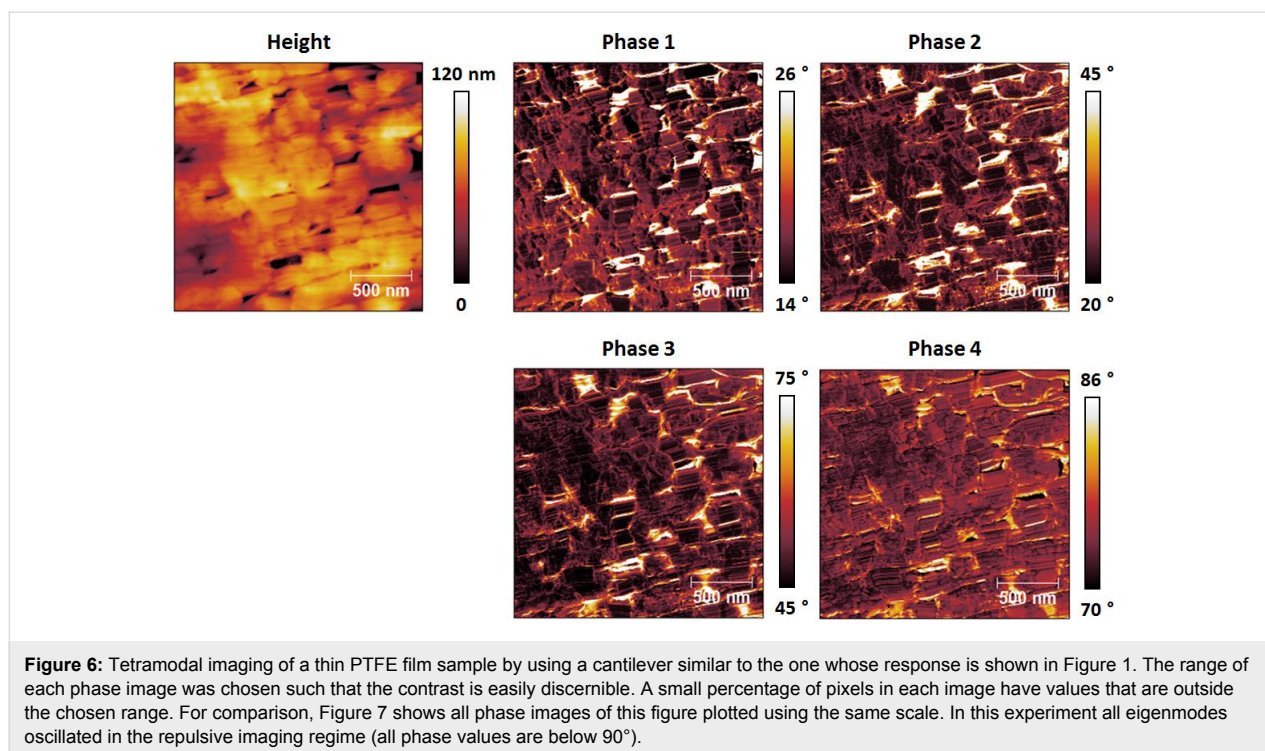 Height
Phase 1
Phase 2
120 nm
0
500 nm
26 °
14 °
500 nm
45 °
20 °
500 nm
Phase 3
Phase 4
75 °
45 °
500 nm
86 °
70 °
500 nm
Figure 6: Tetramodal imaging of a thin PTFE film sample by using a cantilever similar to the one whose response is shown in Figure 1. The range of
each phase image was chosen such that the contrast is easily discernible. A small percentage of pixels in each image have values that are outside
the chosen range. For comparison, Figure 7 shows all phase images of this figure plotted using the same scale. In this experiment all eigenmodes
oscillated in the repulsive imaging regime (all phase values are below 90°).